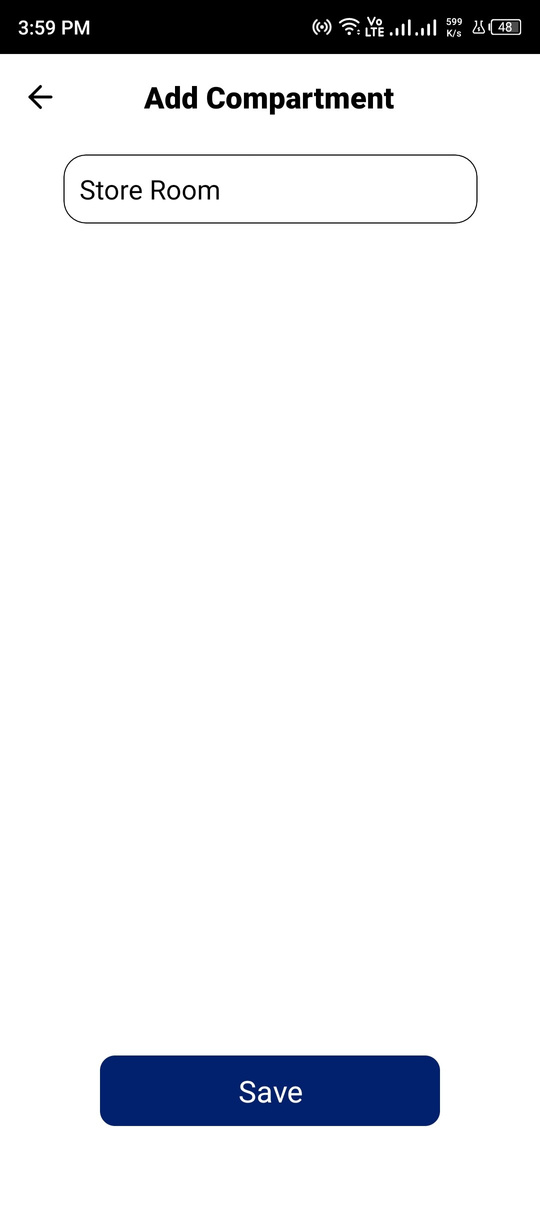 3:59 PM
Vo LTE
599 K/s
48
Add Compartment
Store Room
Save